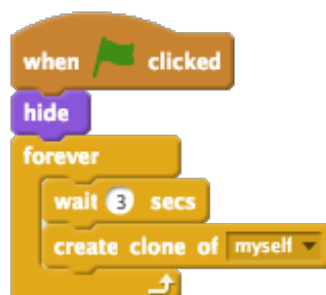 when clicked
hide
forever
wait 3 secs
create clone of myself